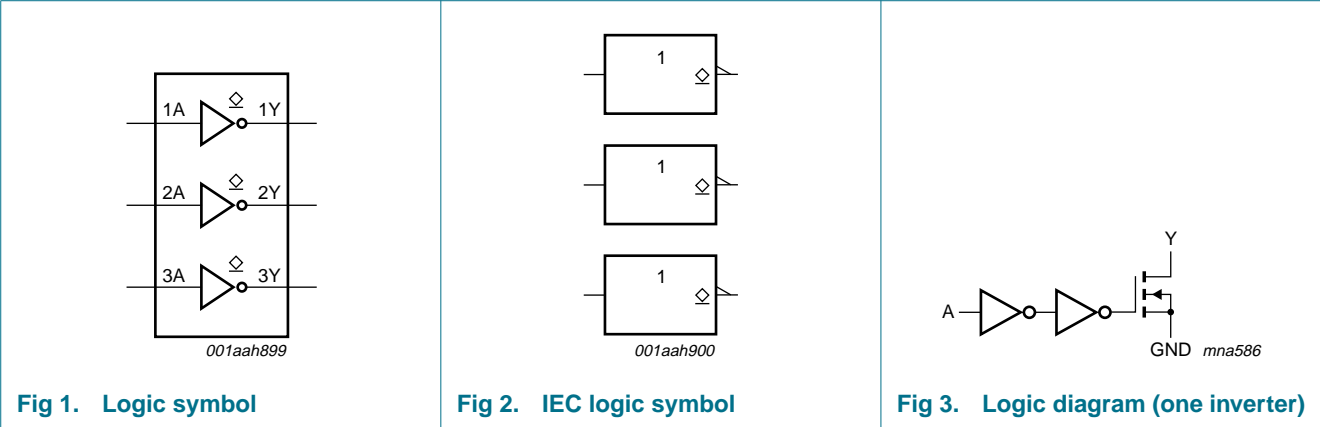 1A
1Y
2A
2Y
3A
3Y
001aah899
Fig 1. Logic symbol
1
1
1
001aah900
Fig 2. IEC logic symbol
Y
A
GND
mna586
Fig 3. Logic diagram (one inverter)